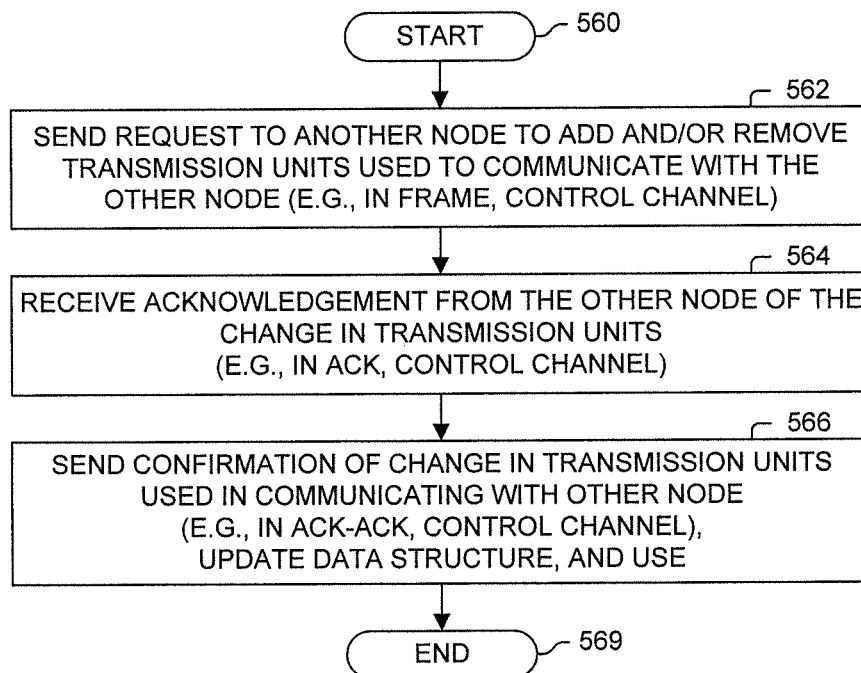 START
560
562
SEND REQUEST TO ANOTHER NODE TO ADD AND/OR REMOVE
TRANSMISSION UNITS USED TO COMMUNICATE WITH THE
OTHER NODE (E.G., IN FRAME, CONTROL CHANNEL)
564
RECEIVE ACKNOWLEDGEMENT FROM THE OTHER NODE OF THE
CHANGE IN TRANSMISSION UNITS
(E.G., IN ACK, CONTROL CHANNEL)
566
SEND CONFIRMATION OF CHANGE IN TRANSMISSION UNITS
USED IN COMMUNICATING WITH OTHER NODE
(E.G., IN ACK-ACK, CONTROL CHANNEL),
UPDATE DATA STRUCTURE, AND USE
END
569